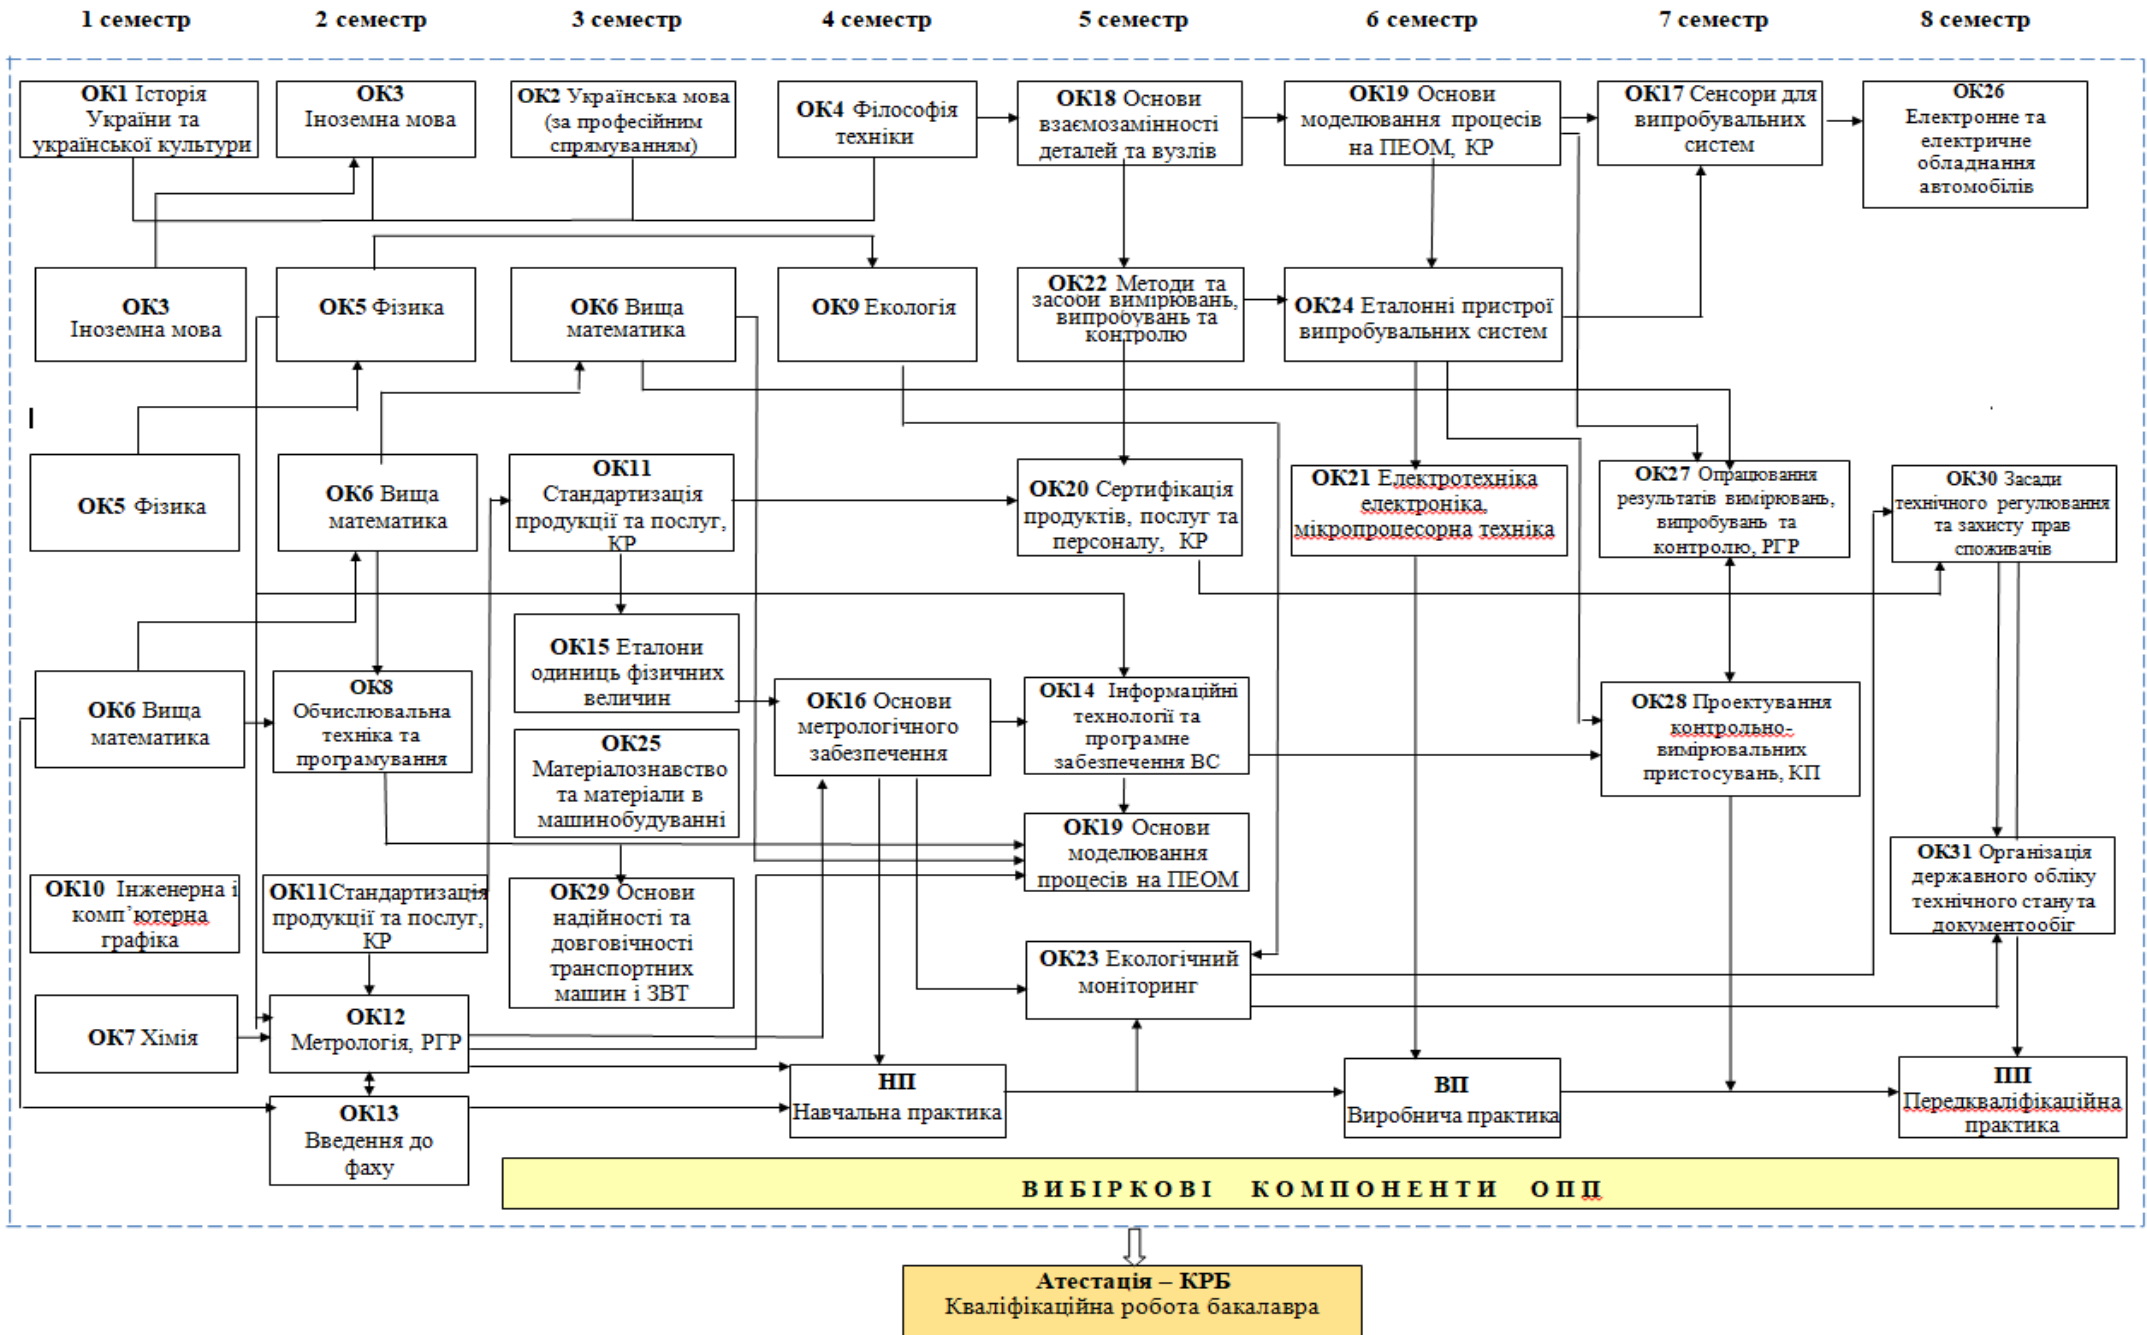 1 семестр
2 семестр
3 семестр
4 семестр
5 семестр
6 семестр
7 семестр
8 семестр
ОК1 Історія
України та
української культури
ОК3
Іноземна мова
ОК2 Українська мова
(за професійним
спрямуванням)
ОК4 Філософія
техніки
ОК18 Основи
взаємозамінності
деталей та вузлів
ОК19 Основи
моделювання процесів
на ПЕОМ, КР
ОК17 Сенсори для
випробувальних
систем
ОК26
Електронне та
електричне
обладнання
автомобілів
ОК3
Іноземна мова
ОК5 Фізика
ОК6 Вища
математика
ОК9 Екологія
ОК22 Методи та
засоби вимірювань,
випробувань та
контролю
ОК24 Еталонні пристрої
випробувальних систем
ОК5 Фізика
ОК6 Вища
математика
ОК11
Стандартизація
продукції та послуг,
КР
ОК20 Сертифікація
продуктів, послуг та
персоналу, КР
ОК21 Електротехніка
електроніка,
мікропроцесорна техніка
ОК27 Опрацювання
результатів вимірювань,
випробувань та
контролю, РГР
ОК30 Засади
технічного регулювання
та захисту прав
споживачів
ОК6 Вища
математика
ОК8
Обчислювальна
техніка та
програмування
ОК15 Еталони
одиниць фізичних
величин
ОК25
Матеріалознавство
та матеріали в
машинобудуванні
ОК16 Основи
метрологічного
забезпечення
ОК14 Інформаційні
технології та
програмне
забезпечення ВС
ОК28 Проектування
контрольно-
вимірювальних
пристосувань, КП
ОК19 Основи
моделювання
процесів на ПЕОМ
ОК31 Організація
державного обліку
технічного стану та
документообіг
ОК10 Інженерна і
комп’ютерна
графіка
ОК11Стандартизація
продукції та послуг,
КР
ОК29 Основи
надійності та
довговічності
транспортних
машин і ЗВТ
ОК23 Екологічний
моніторинг
ОК7 Хімія
ОК12
Метрологія, РГР
ОК13
Введення до
фаху
НП
Навчальна практика
ВП
Виробнича практика
ПП
Передкваліфікаційна
практика
ВИБІРКОВІ КОМПОНЕНТИ ОПП
Атестація – КРБ
Кваліфікаційна робота бакалавра